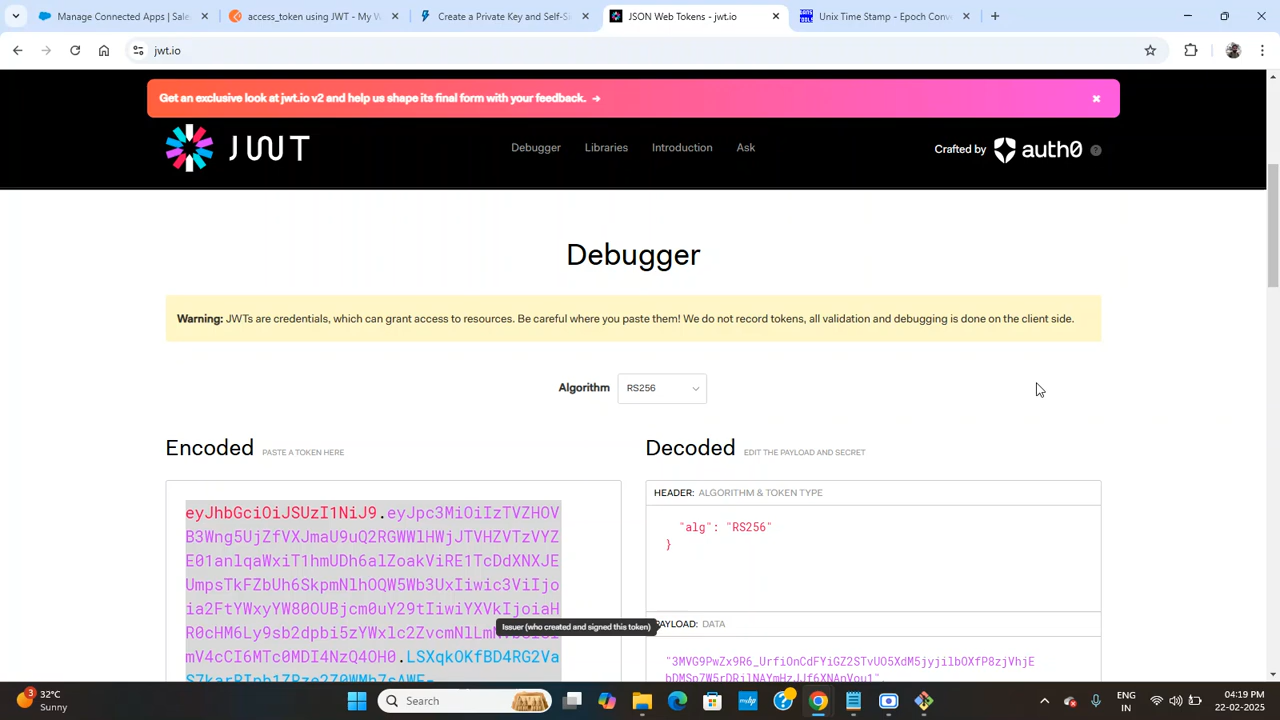 Manage Connected Apps | Sale
access_token using JWT - My W
Create a Private Key and Self-Si
JSON Web Tokens - jwt.io
Unix Time Stamp - Epoch Conv
jwt.io
Get an exclusive look at jwt.io v2 and help us shape its final form with your feedback. →
JWT
Debugger
Libraries
Introduction
Ask
Crafted by auth0 ?
Debugger
Warning: JWTs are credentials, which can grant access to resources. Be careful where you paste them! We do not record tokens, all validation and debugging is done on the client side.
Algorithm RS256
Encoded PASTE A TOKEN HERE
eyJhbGciOiJSUzI1NiJ9.eyJpc3MiOiIzTVZHOV
B3Wng5UjZfVXJmaU9uQ2RGWWlHWjJTVHZVTzVYZ
E01anlqaWxiT1hmUDh6alZoakViRE1TcDdXNXJE
UmpsTkFZbUh6SkpmNlhOQW5Wb3UxIiwic3ViIjo
ia2FtYWxyYW80OUBjcm0uY29tIiwiYXVkIjoiaH
R0cHM6Ly9sb2dpbi5zYWxlc2ZvcmNlLm
mV4cCI6MTc0MDI4NzQ4OH0.LSXqkOKfBD4RG2Va
Issuer (who created and signed this token)
Decoded EDIT THE PAYLOAD AND SECRET
HEADER: ALGORITHM & TOKEN TYPE
"alg": "RS256"
}
PAYLOAD: DATA
"3MVG9PwZx9R6_UrfiOnCdFYiGZ2STvUO5XdM5jyjilbOXfP8zjVhjE
bDMSp7W5rDRjlNAYmHzJJf6XNAnVou1",
3
32°C
Sunny
Search
ENG
IN
04:19 PM
22-02-2025